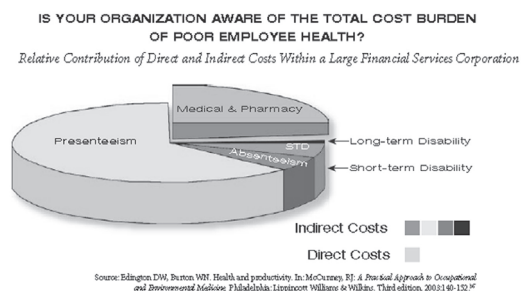 IS YOUR ORGANIZATION AWARE OF THE TOTAL COST BURDEN
OF POOR EMPLOYEE HEALTH?
Relative Contribution of Direct and Indirect Costs Within a Large Financial Services Corporation
Medical & Pharmacy
Presenteeism
Long-term Disability
STD
Absenteeism
Short-term Disability
Indirect Costs
Direct Costs
Source: Edington DW, Burton WN. Health and productivity. In: McCunney, RJ: A Practical Approach to Occupational
and Environmental Medicine. Philadelphia: Lippincott Williams & Wilkins. Third edition, 2003:140-152.